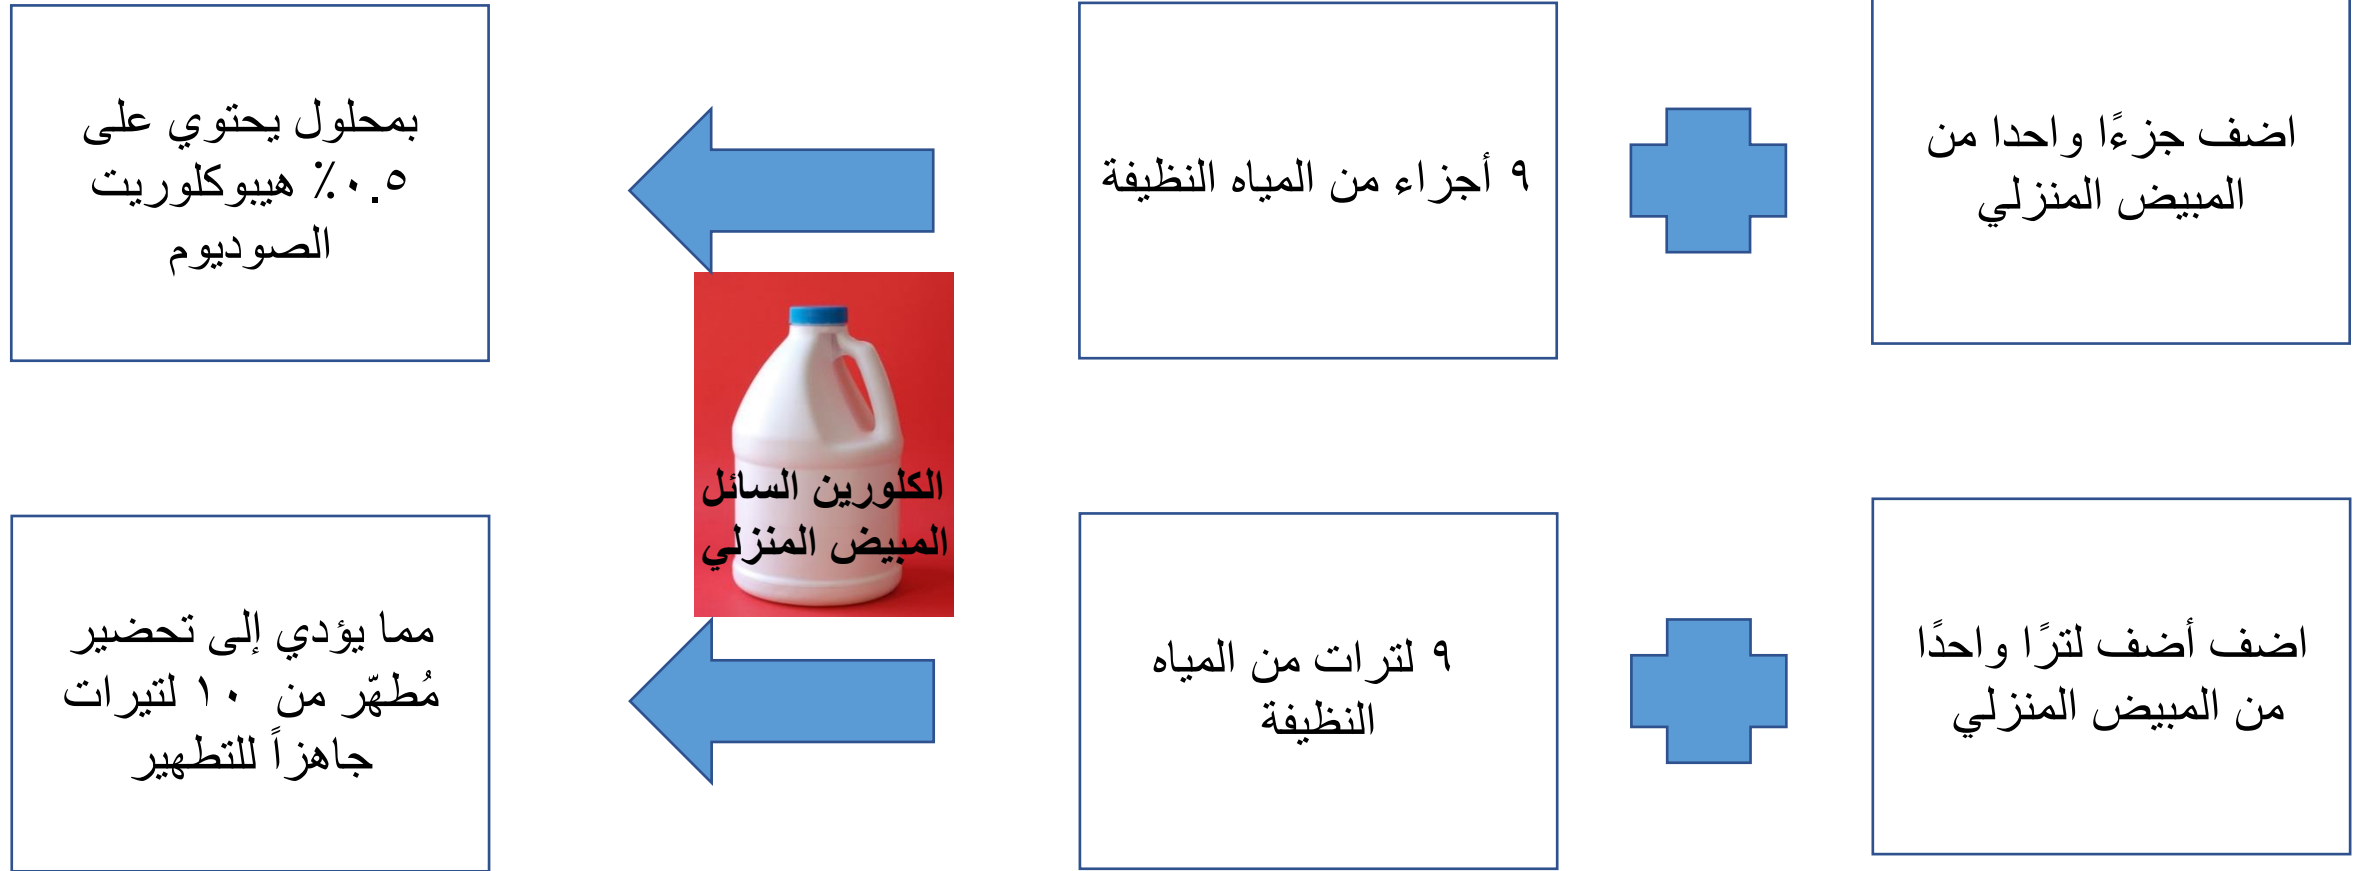 اضف جزءًا واحدا من
المبيض المنزلي
٩ أجزاء من المياه النظيفة
بمحلول يحتوي على
٠.٥٪ هيبوكلوريت
الصوديوم
الكلورين السائل
المبيض المنزلي
اضف أضف لترًا واحدًا
من المبيض المنزلي
٩ لترات من المياه
النظيفة
مما يؤدي إلى تحضير
مُطهّر من ١٠ لتيرات
جاهزاً للتطهير